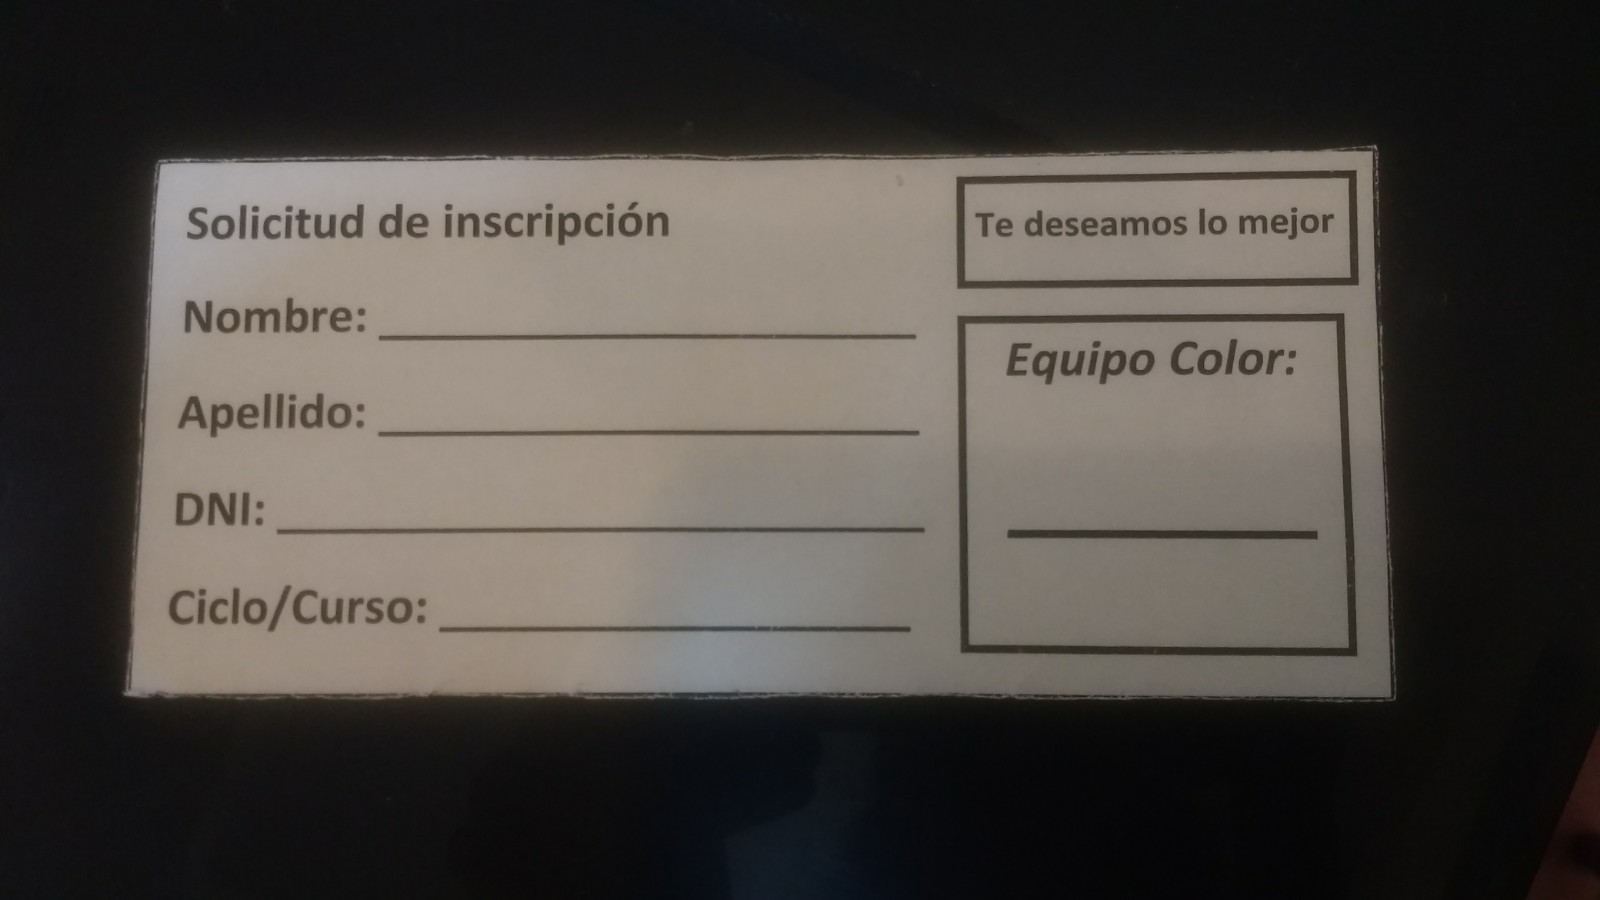 Solicitud de inscripción
Nombre:
Apellido:
DNI:
Ciclo/Curso:
Te deseamos lo mejor
Equipo Color: